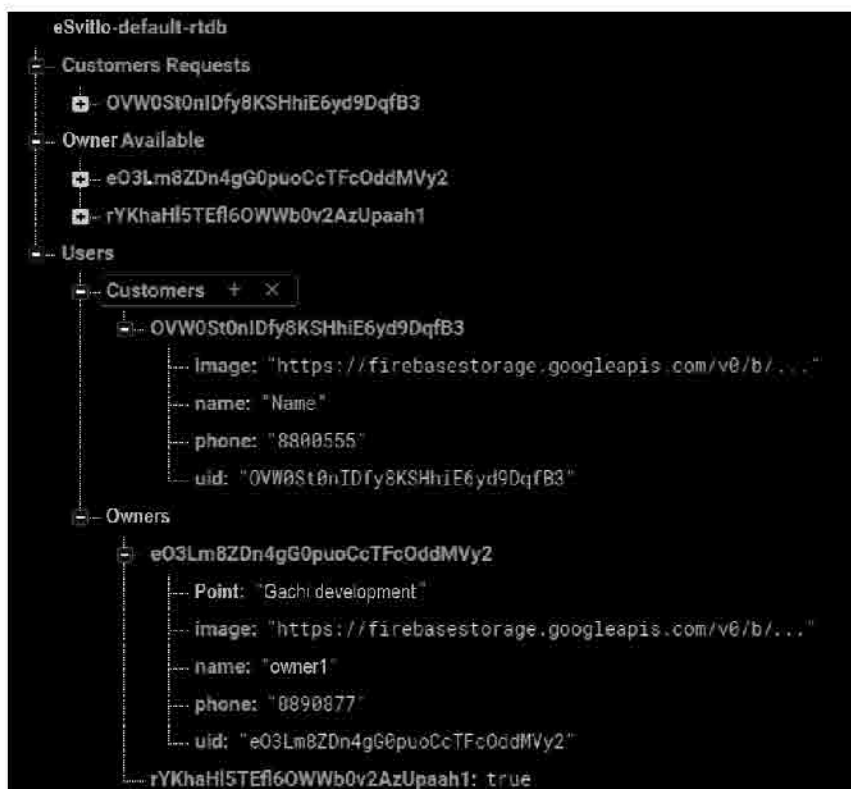 eSvitlo-default-rtdb
Customers Requests
OVW0St0nIDfy8KSHhiE6yd9DqfB3
Owner Available
eO3Lm8ZDn4gG0puoCcTFcOddMVy2
rYKhaHl5TEfl6OWWb0v2AzUpaah1
Users
Customers + ×
OVW0St0nIDfy8KSHhiE6yd9DqfB3
image: "https://firebasestorage.googleapis.com/v0/b/..."
name: "Name"
phone: "8800555"
uid: "OVW0St0nIDfy8KSHhiE6yd9DqfB3"
Owners
eO3Lm8ZDn4gG0puoCcTFcOddMVy2
Point: "Gachi development"
image: "https://firebasestorage.googleapis.com/v0/b/..."
name: "owner1"
phone: "8890877"
uid: "eO3Lm8ZDn4gG0puoCcTFcOddMVy2"
rYKhaHl5TEfl6OWWb0v2AzUpaah1: true